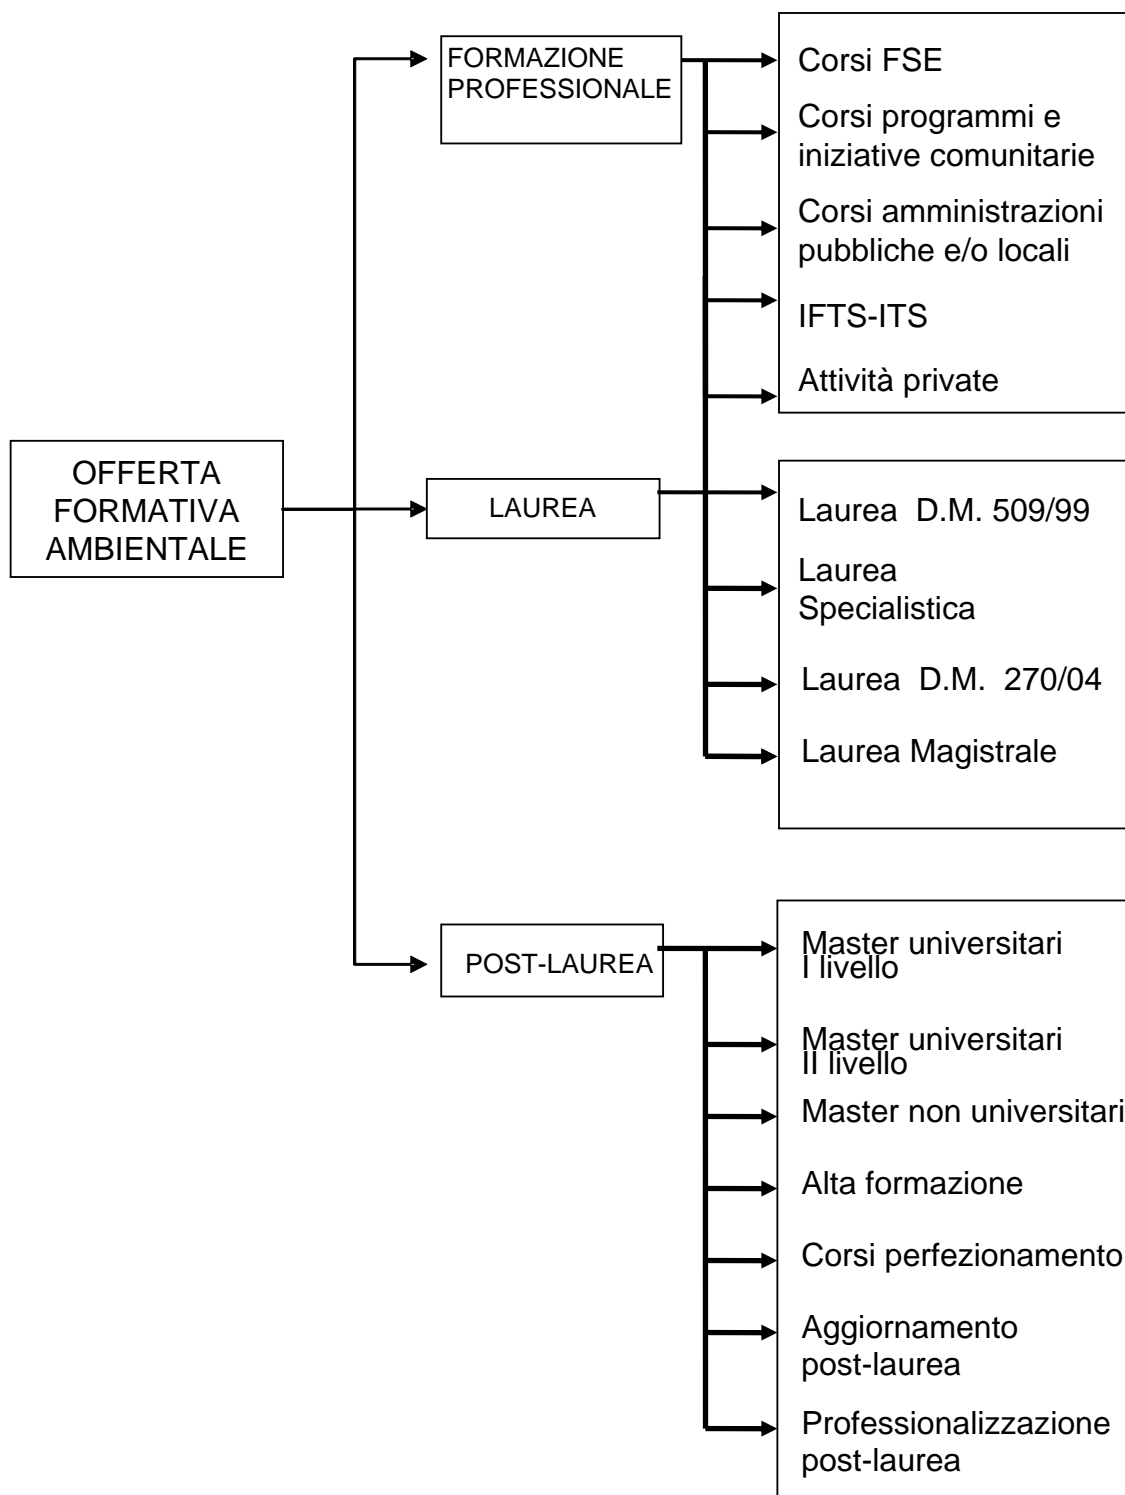 FORMAZIONE
PROFESSIONALE
Corsi FSE
Corsi programmi e
iniziative comunitarie
Corsi amministrazioni
pubbliche e/o locali
IFTS-ITS
Attività private
OFFERTA
FORMATIVA
AMBIENTALE
LAUREA
Laurea D.M. 509/99
Laurea
Specialistica
Laurea D.M. 270/04
Laurea Magistrale
POST-LAUREA
Master universitari
I livello
Master universitari
II livello
Master non universitari
Alta formazione
Corsi perfezionamento
Aggiornamento
post-laurea
Professionalizzazione
post-laurea